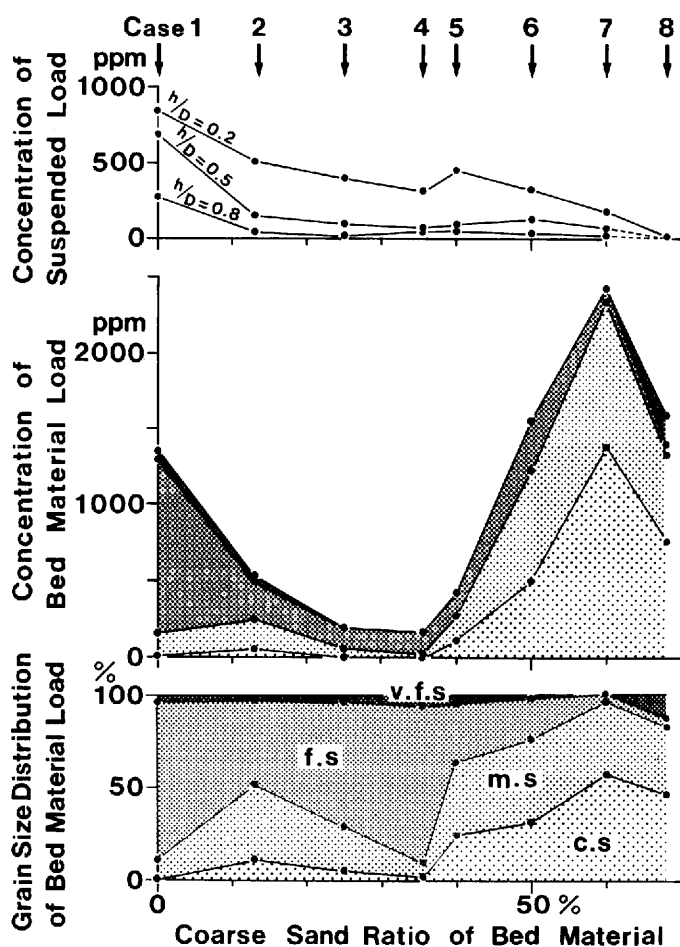 Case 1 2 3 4 5 6 7 8
ppm
1000
500
0
h/D=0.2
h/D=0.5
h/D=0.8
Concentration of
Suspended Load
ppm
2000
1000
0
Concentration of
Bed Material Load
%
100
50
0
v.f.s
f.s
m.s
c.s
Grain Size Distribution
of Bed Material Load
0 50 %
Coarse Sand Ratio of Bed Material